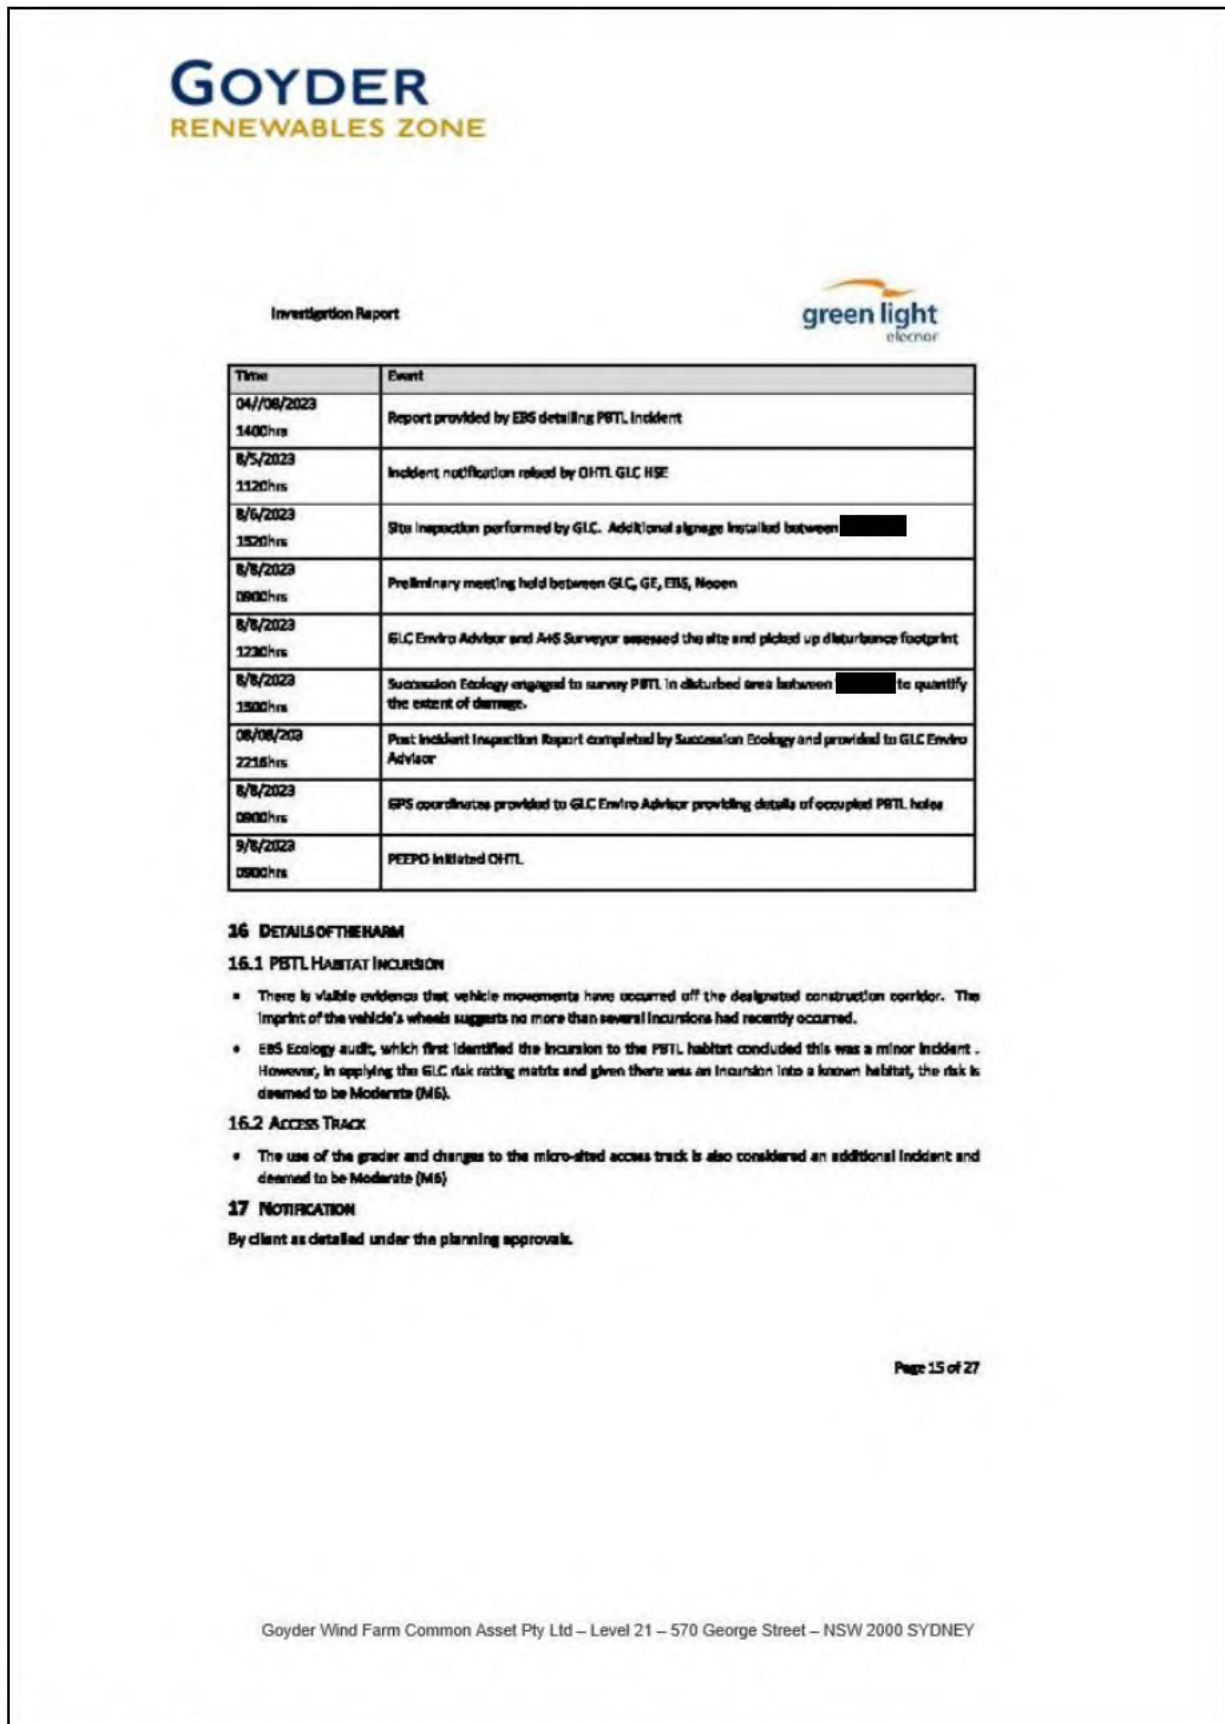 GOYDER
RENEWABLES ZONE
Investigation Report
green light
elecnor
Time Event
04//08/2023
1400hrs
Report provided by EBS detailing PBTL Incident
8/5/2023
1120hrs
Incident notification raised by OHTL GLC HSE
8/6/2023
1520hrs
Site inspection performed by GLC. Additional signage installed between
8/8/2023
0900hrs
Preliminary meeting held between GLC, GE, EBS, Neoen
8/8/2023
1230hrs
GLC Enviro Advisor and A+S Surveyor assessed the site and picked up disturbance footprint
8/8/2023
1500hrs
Succession Ecology engaged to survey PBTL in disturbed area between to quantify
the extent of damage.
08/08/203
2216hrs
Post Incident Inspection Report completed by Succession Ecology and provided to GLC Enviro
Advisor
8/8/2023
0900hrs
GPS coordinates provided to GLC Enviro Advisor providing details of occupied PBTL holes
9/8/2023
0900hrs
PEEPO initiated OHTL
16 DETAILS OF THE HARM
16.1 PBTL HABITAT INCURSION
• There is visible evidence that vehicle movements have occurred off the designated construction corridor. The
imprint of the vehicle's wheels suggests no more than several incursions had recently occurred.
• EBS Ecology audit, which first identified the incursion to the PBTL habitat concluded this was a minor incident .
However, in applying the GLC risk rating matrix and given there was an incursion into a known habitat, the risk is
deemed to be Moderate (M6).
16.2 ACCESS TRACK
• The use of the grader and changes to the micro-sited access track is also considered an additional incident and
deemed to be Moderate (M6)
17 NOTIFICATION
By client as detailed under the planning approvals.
Page 15 of 27
Goyder Wind Farm Common Asset Pty Ltd – Level 21 – 570 George Street – NSW 2000 SYDNEY